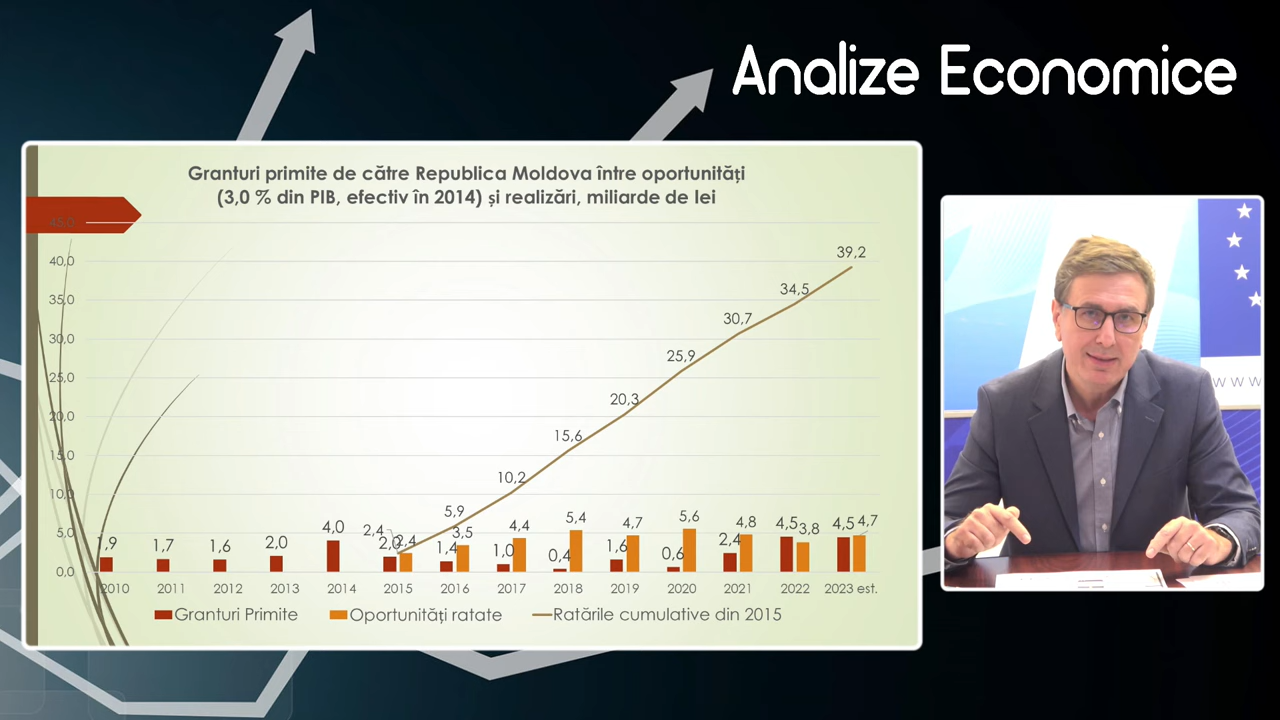 Analize Economice
Granturi primite de către Republica Moldova între oportunități
(3,0 % din PIB, efectiv în 2014) și realizări, miliarde de lei
45,0
40,0
35,0
30,0
25,0
20,0
15,0
10,0
5,0
0,0
39,2
34,5
30,7
25,9
20,3
15,6
10,2
5,9
2,4
1,9 1,7 1,6 2,0 4,0 2,0 2,4 1,4 3,5 1,0 4,4 0,4 5,4 1,6 4,7 0,6 5,6 2,4 4,8 4,5 3,8 4,5 4,7
2010 2011 2012 2013 2014 2015 2016 2017 2018 2019 2020 2021 2022 2023 est.
Granturi Primite Oportunități ratate Ratările cumulative din 2015
W W W